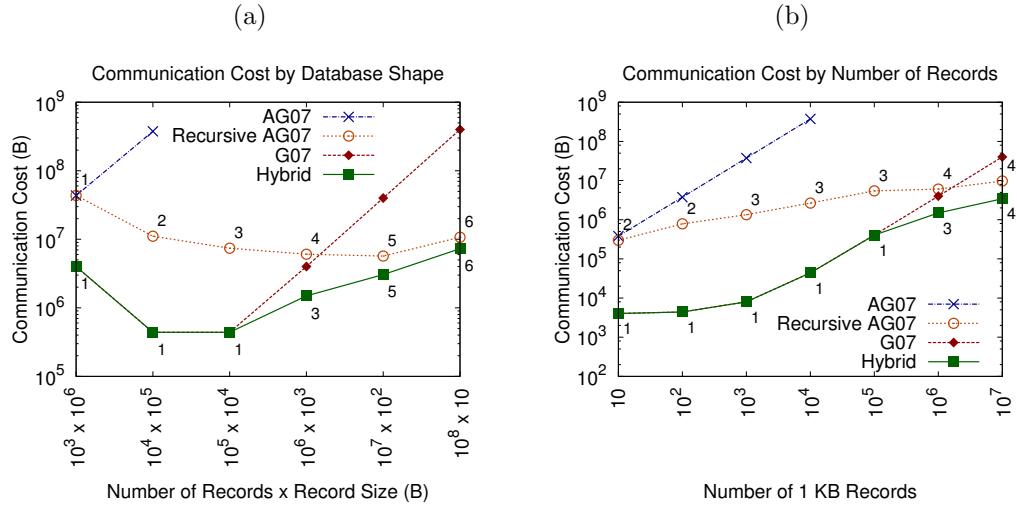 (a)
Communication Cost by Database Shape
Communication Cost (B)
10^9
10^8
10^7
10^6
10^5
AG07
Recursive AG07
G07
Hybrid
1
2
3
4
5
6
1
1
1
3
5
6
10^3 x 10^6
10^4 x 10^5
10^5 x 10^4
10^6 x 10^3
10^7 x 10^2
10^8 x 10
Number of Records x Record Size (B)
(b)
Communication Cost by Number of Records
Communication Cost (B)
10^9
10^8
10^7
10^6
10^5
10^4
10^3
10^2
2
2
3
3
3
4
4
1
1
1
1
1
3
4
AG07
Recursive AG07
G07
Hybrid
10
10^2
10^3
10^4
10^5
10^6
10^7
Number of 1 KB Records